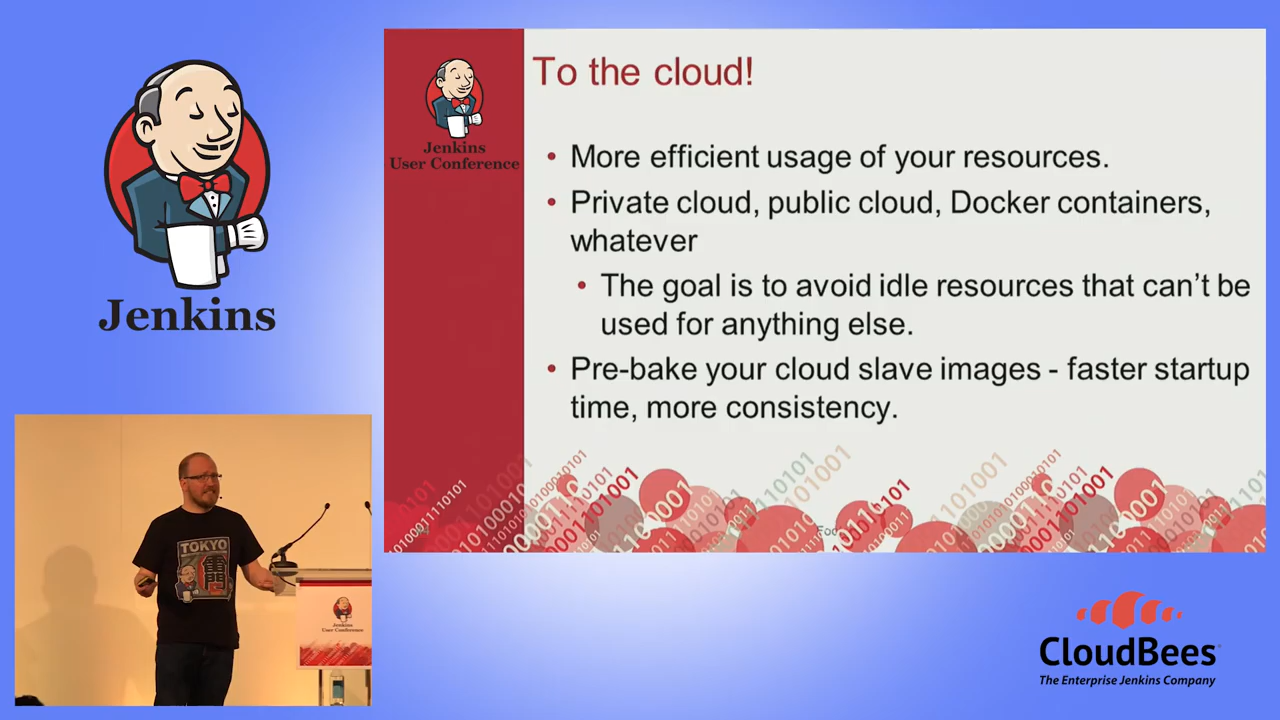 Jenkins
Jenkins
User Conference
To the cloud!
• More efficient usage of your resources.
• Private cloud, public cloud, Docker containers,
whatever
• The goal is to avoid idle resources that can’t be
used for anything else.
• Pre-bake your cloud slave images - faster startup
time, more consistency.
TOKYO
Jenkins
User Conference
CloudBees
The Enterprise Jenkins Company